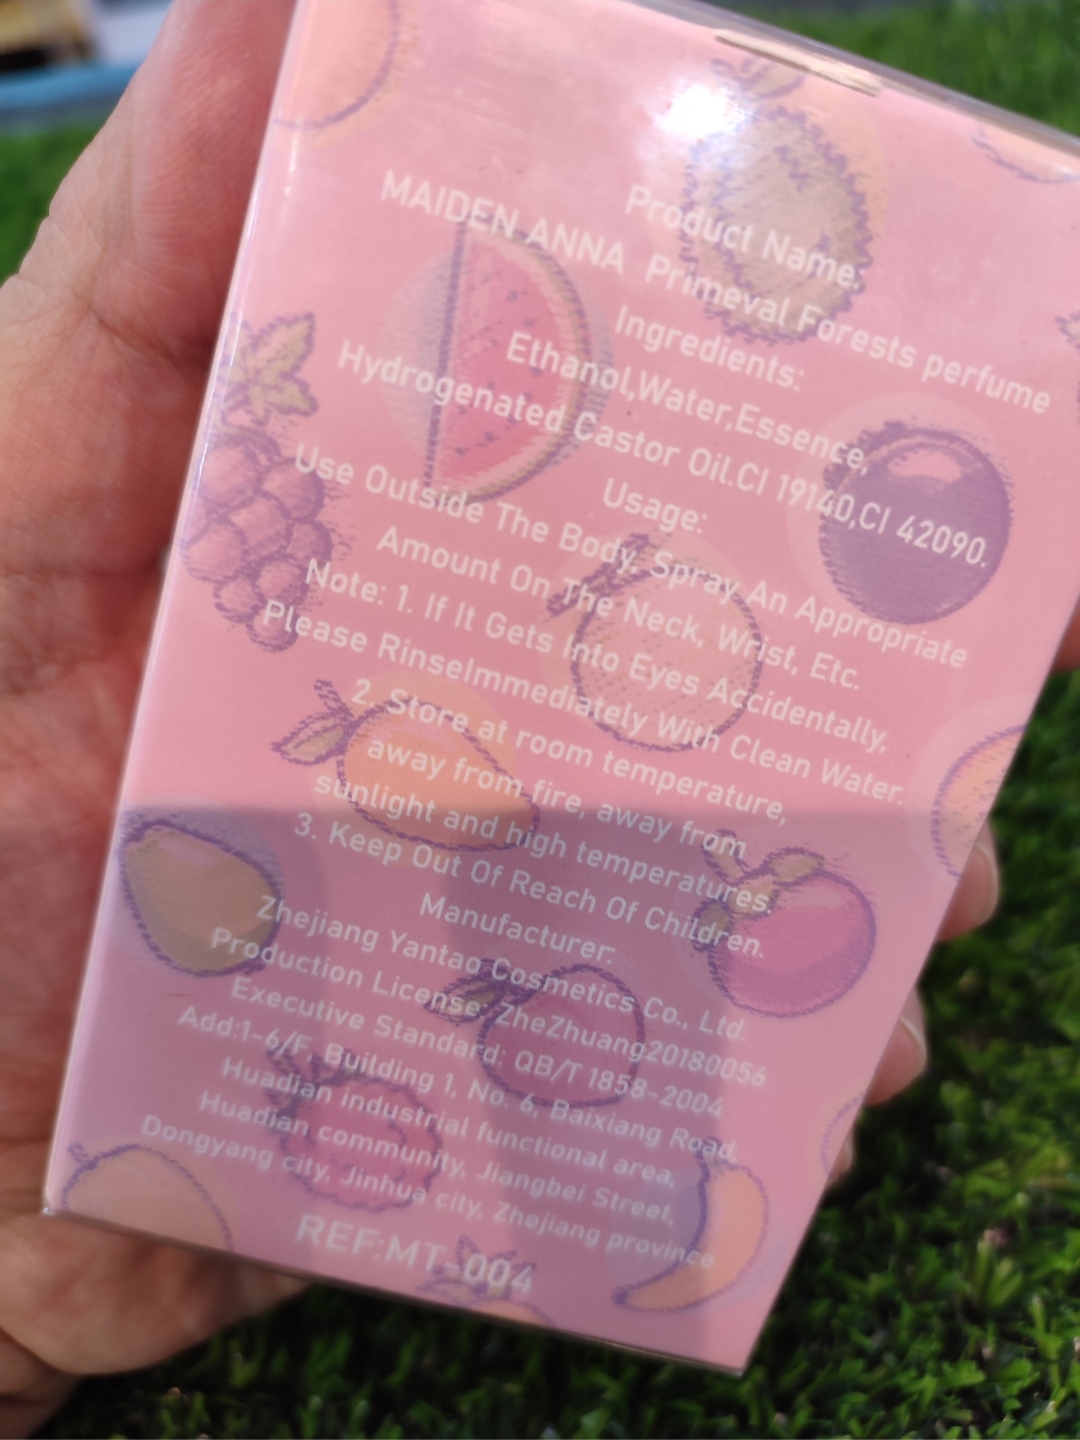 Product Name:
MAIDEN ANNA Primeval Forests perfume
Ingredients:
Ethanol,Water,Essence,
Hydrogenated Castor Oil.CI 19140,CI 42090.
Usage:
Use Outside The Body. Spray An Appropriate
Amount On The Neck, Wrist, Etc.
Note: 1. If It Gets Into Eyes Accidentally,
Please RinseImmediately With Clean Water.
2. Store at room temperature,
away from fire, away from
sunlight and high temperatures.
3. Keep Out Of Reach Of Children.
Manufacturer:
Zhejiang Yantao Cosmetics Co., Ltd.
Production License: ZheZhuang20180056
Executive Standard: QB/T 1858-2004
Add:1-6/F, Building 1, No. 6, Baixiang Road,
Huadian industrial functional area,
Huadian community, Jiangbei Street,
Dongyang city, Jinhua city, Zhejiang province
REF:MT-004